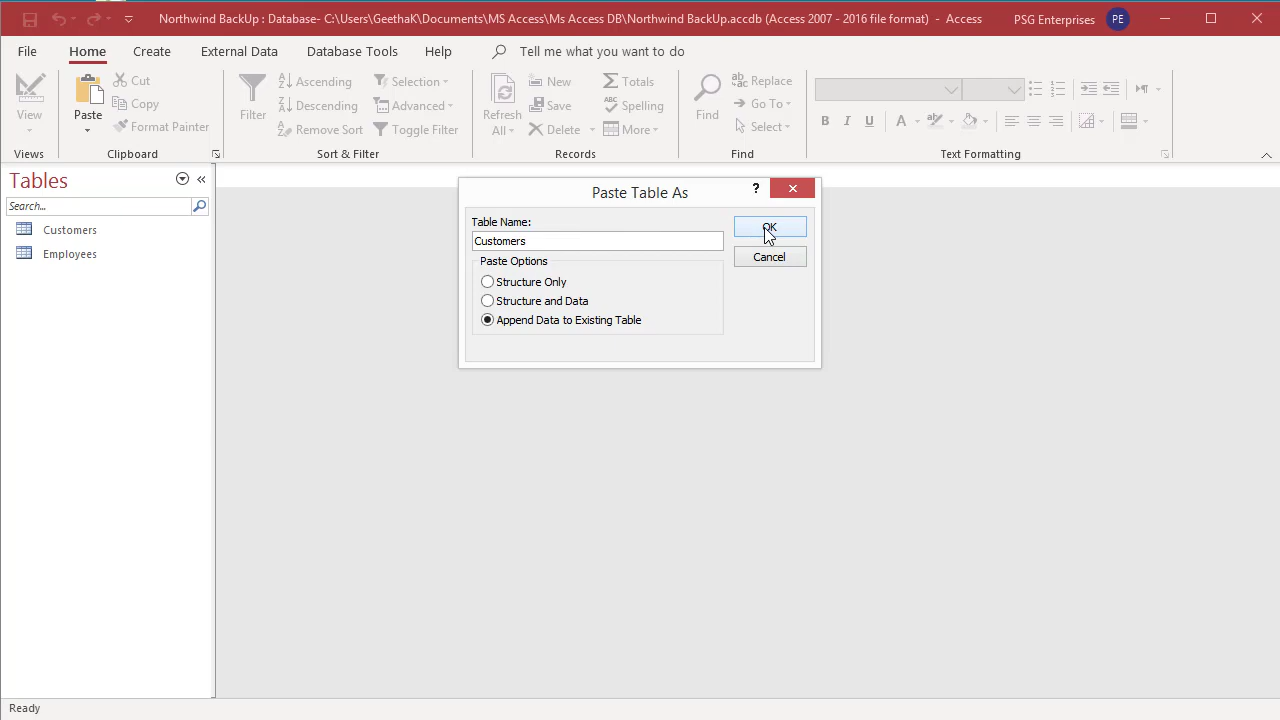 Northwind BackUp : Database- C:\Users\GeethaK\Documents\MS Access\Ms Access DB\Northwind BackUp.accdb (Access 2007 - 2016 file format) - Access
PSG Enterprises
PE
File
Home
Create
External Data
Database Tools
Help
Tell me what you want to do
View
Views
Paste
Cut
Copy
Format Painter
Clipboard
Filter
Ascending
Descending
Selection
Advanced
ToggleFilter
Sort & Filter
Refresh
All
New
Save
Delete
Totals
Spelling
More
Records
Find
Replace
Go To
Select
Find
B I U A
Text Formatting
Tables
Search...
Customers
Employees
Paste Table As
?
Table Name:
Customers
Paste Options
Structure Only
Structure and Data
Append Data to Existing Table
OK
Cancel
Ready